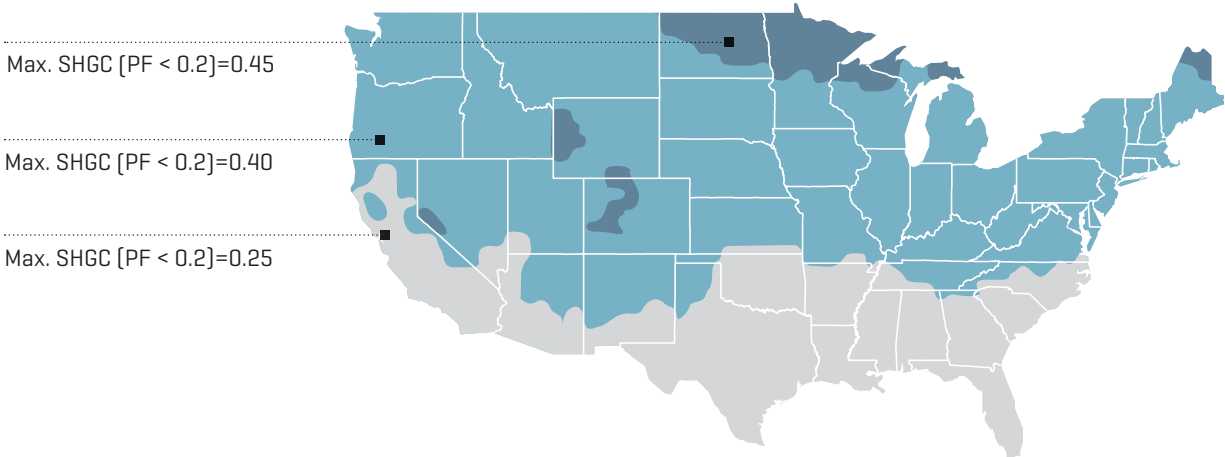 Max. SHGC (PF < 0.2)=0.45
Max. SHGC (PF < 0.2)=0.40
Max. SHGC (PF < 0.2)=0.25